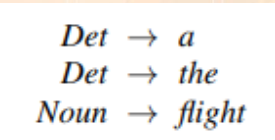 Det → a
Det → the
Noun → flight